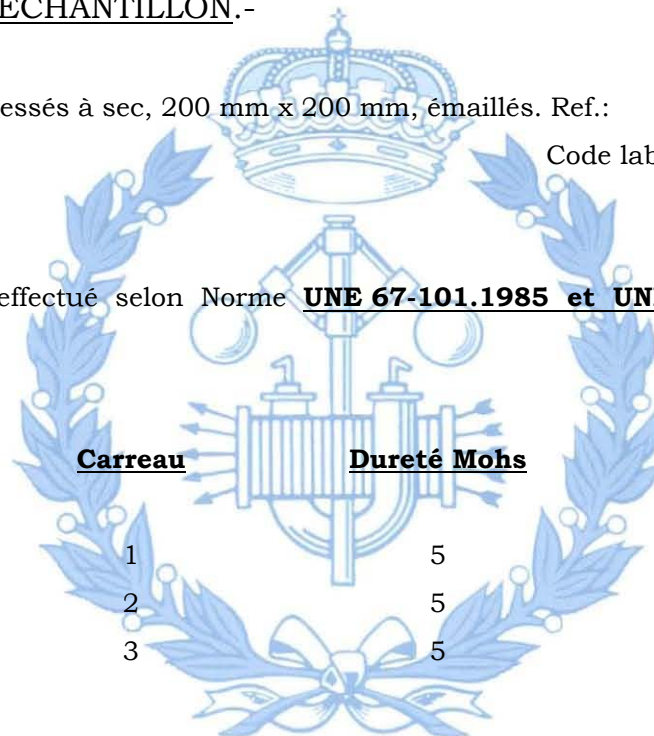 ECHANTILLON.-
essés à sec, 200 mm x 200 mm, émaillés. Ref.:
Code lab
effectué selon Norme UNE 67-101.1985 et UN
Carreau Dureté Mohs
1 5
2 5
3 5